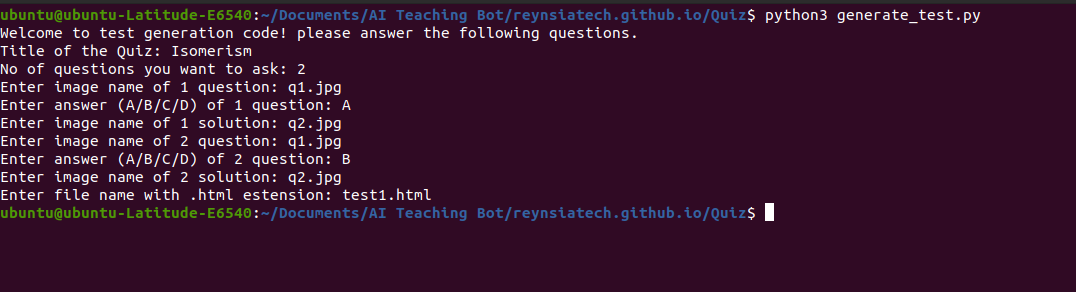 ubuntu@ubuntu-Latitude-E6540:~/Documents/AI Teaching Bot/reynsiatech.github.io/Quiz$ python3 generate_test.py
Welcome to test generation code! please answer the following questions.
Title of the Quiz: Isomerism
No of questions you want to ask: 2
Enter image name of 1 question: q1.jpg
Enter answer (A/B/C/D) of 1 question: A
Enter image name of 1 solution: q2.jpg
Enter image name of 2 question: q1.jpg
Enter answer (A/B/C/D) of 2 question: B
Enter image name of 2 solution: q2.jpg
Enter file name with .html estension: test1.html
ubuntu@ubuntu-Latitude-E6540:~/Documents/AI Teaching Bot/reynsiatech.github.io/Quiz$